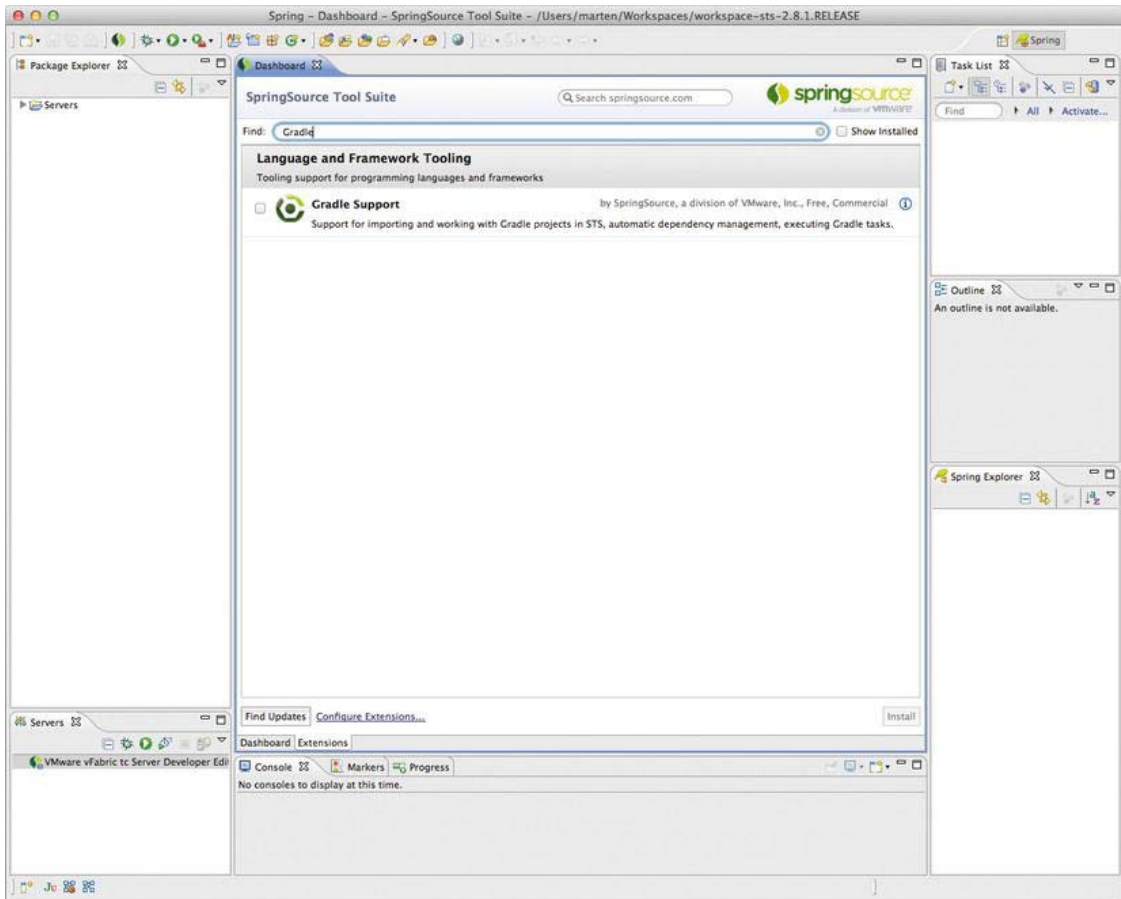 Spring - Dashboard - SpringSource Tool Suite - /Users/marten/Workspaces/workspace-sts-2.8.1.RELEASE
Spring
Package Explorer
Servers
Dashboard
SpringSource Tool Suite
Search springsource.com
springsource
A division of VMWARE
Find: Gradle
Show Installed
Language and Framework Tooling
Tooling support for programming languages and frameworks
Gradle Support
by SpringSource, a division of VMware, Inc., Free, Commercial
Support for importing and working with Gradle projects in STS, automatic dependency management, executing Gradle tasks.
Find Updates Configure Extensions... Install
Dashboard Extensions
Task List
Find All Activate...
Outline
An outline is not available.
Spring Explorer
Servers
VMware vFabric tc Server Developer Edi
Console Markers Progress
No consoles to display at this time.
Ju